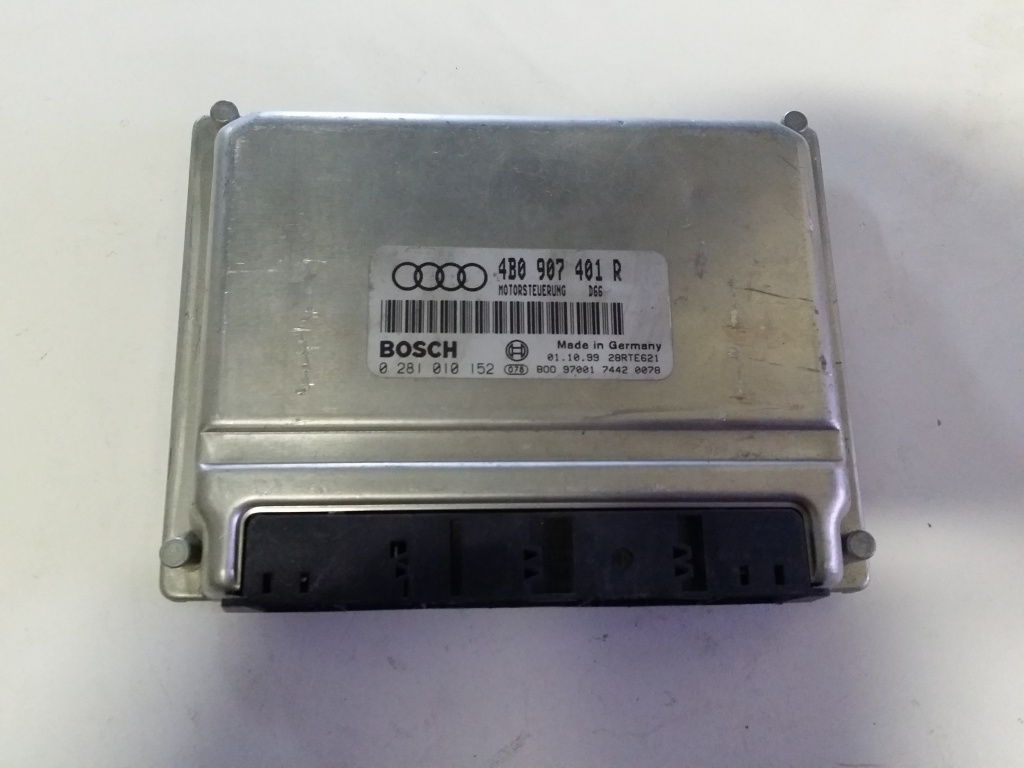 4B0 907 401 R
MOTORSTEUERUNG D66
BOSCH Made in Germany
01.10.99 28RTE621
0 281 010 152 078 B00 97001 7442 0078